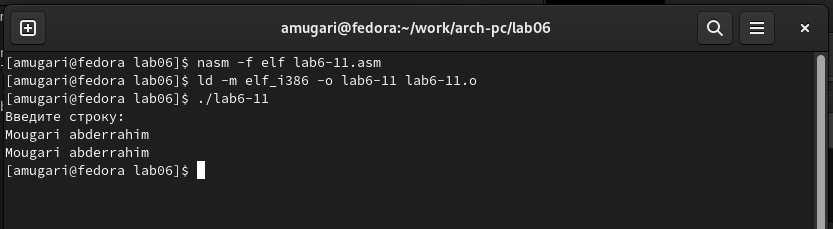 amugari@fedora:~/work/arch-pc/lab06
[amugari@fedora lab06]$ nasm -f elf lab6-11.asm
[amugari@fedora lab06]$ ld -m elf_i386 -o lab6-11 lab6-11.o
[amugari@fedora lab06]$ ./lab6-11
Введите строку:
Mougari abderrahim
Mougari abderrahim
[amugari@fedora lab06]$